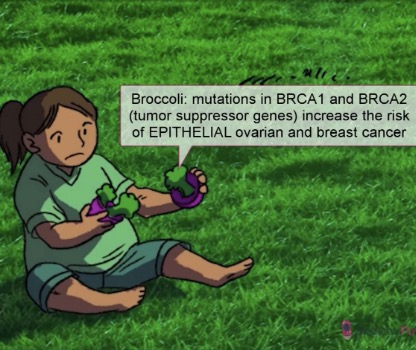 Broccoli: mutations in BRCA1 and BRCA2
(tumor suppressor genes) increase the risk
of EPITHELIAL ovarian and breast cancer